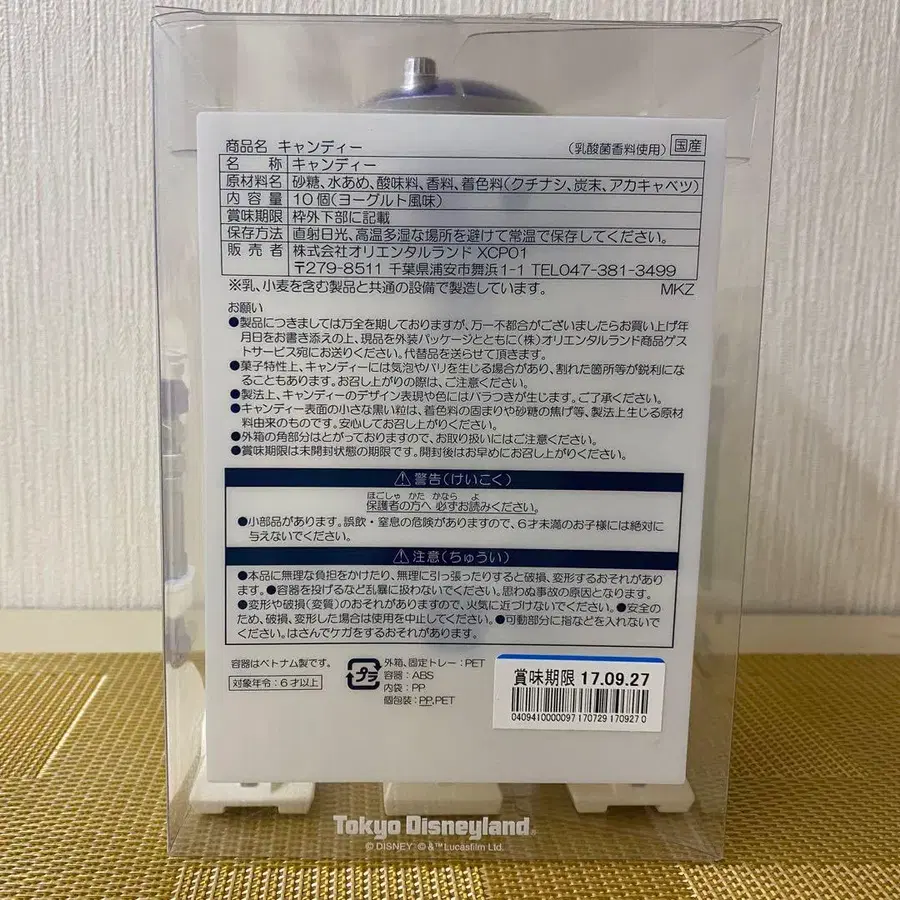 商品名 キャンディー (乳酸菌香料使用) 国産
名称 キャンディー
原材料名 砂糖、水あめ、酸味料、香料、着色料(クチナシ、炭末、アカキャベツ)
内容量 10個(ヨーグルト風味)
賞味期限 枠外下部に記載
保存方法 直射日光、高温多湿な場所を避けて常温で保存してください。
販売者 株式会社オリエンタルランド XCP01
〒279-8511 千葉県浦安市舞浜1-1 TEL047-381-3499
※乳、小麦を含む製品と共通の設備で製造しています。 MKZ
お願い
●製品につきましては万全を期しておりますが、万一不都合がございましたらお買い上げ年
月日をお書き添えの上、現品を外装パッケージとともに(株)オリエンタルランド商品ゲス
トサービス宛にお送りください。代替品を送らせて頂きます。
●菓子特性上、キャンディーには気泡やバリを生じる場合があり、割れた箇所等が鋭利にな
ることもあります。お召し上がりの際は、ご注意ください。
●製法上、キャンディーのデザイン表現や色にはバラつきが生じます。ご了承ください。
●キャンディー表面の小さな黒い粒は、着色料の固まりや砂糖の焦げ等、製法上生じる原材
料由来のものです。安心してお召し上がりください。
●外箱の角部分はとがっておりますので、お取り扱いにはご注意ください。
●賞味期限は未開封状態の期限です。開封後はお早めにお召し上がりください。
⚠警告(けいこく)
ほごしゃ かた かなら よ
保護者の方へ 必ずお読みください。
●小部品があります。誤飲・窒息の危険がありますので、6才未満のお子様には絶対に
与えないでください。
⚠注意(ちゅうい)
●本品に無理な負担をかけたり、無理に引っ張ったりすると破損、変形するおそれがあり
ます。●容器を投げるなど乱暴に扱わないでください。思わぬ事故の原因となります。
●変形や破損(変質)のおそれがありますので、火気に近づけないでください。●安全の
ため、破損、変形した場合は使用を中止してください。●可動部分に指などを入れないで
ください。はさんでケガをするおそれがあります。
容器はベトナム製です。
対象年令:6才以上
プラ
外箱、固定トレー:PET
容器:ABS
内袋:PP
個包装:PP,PET
賞味期限 17.09.27
0409410000097 170729 170927 0
Tokyo Disneyland®
© DISNEY © &™ Lucasfilm Ltd.